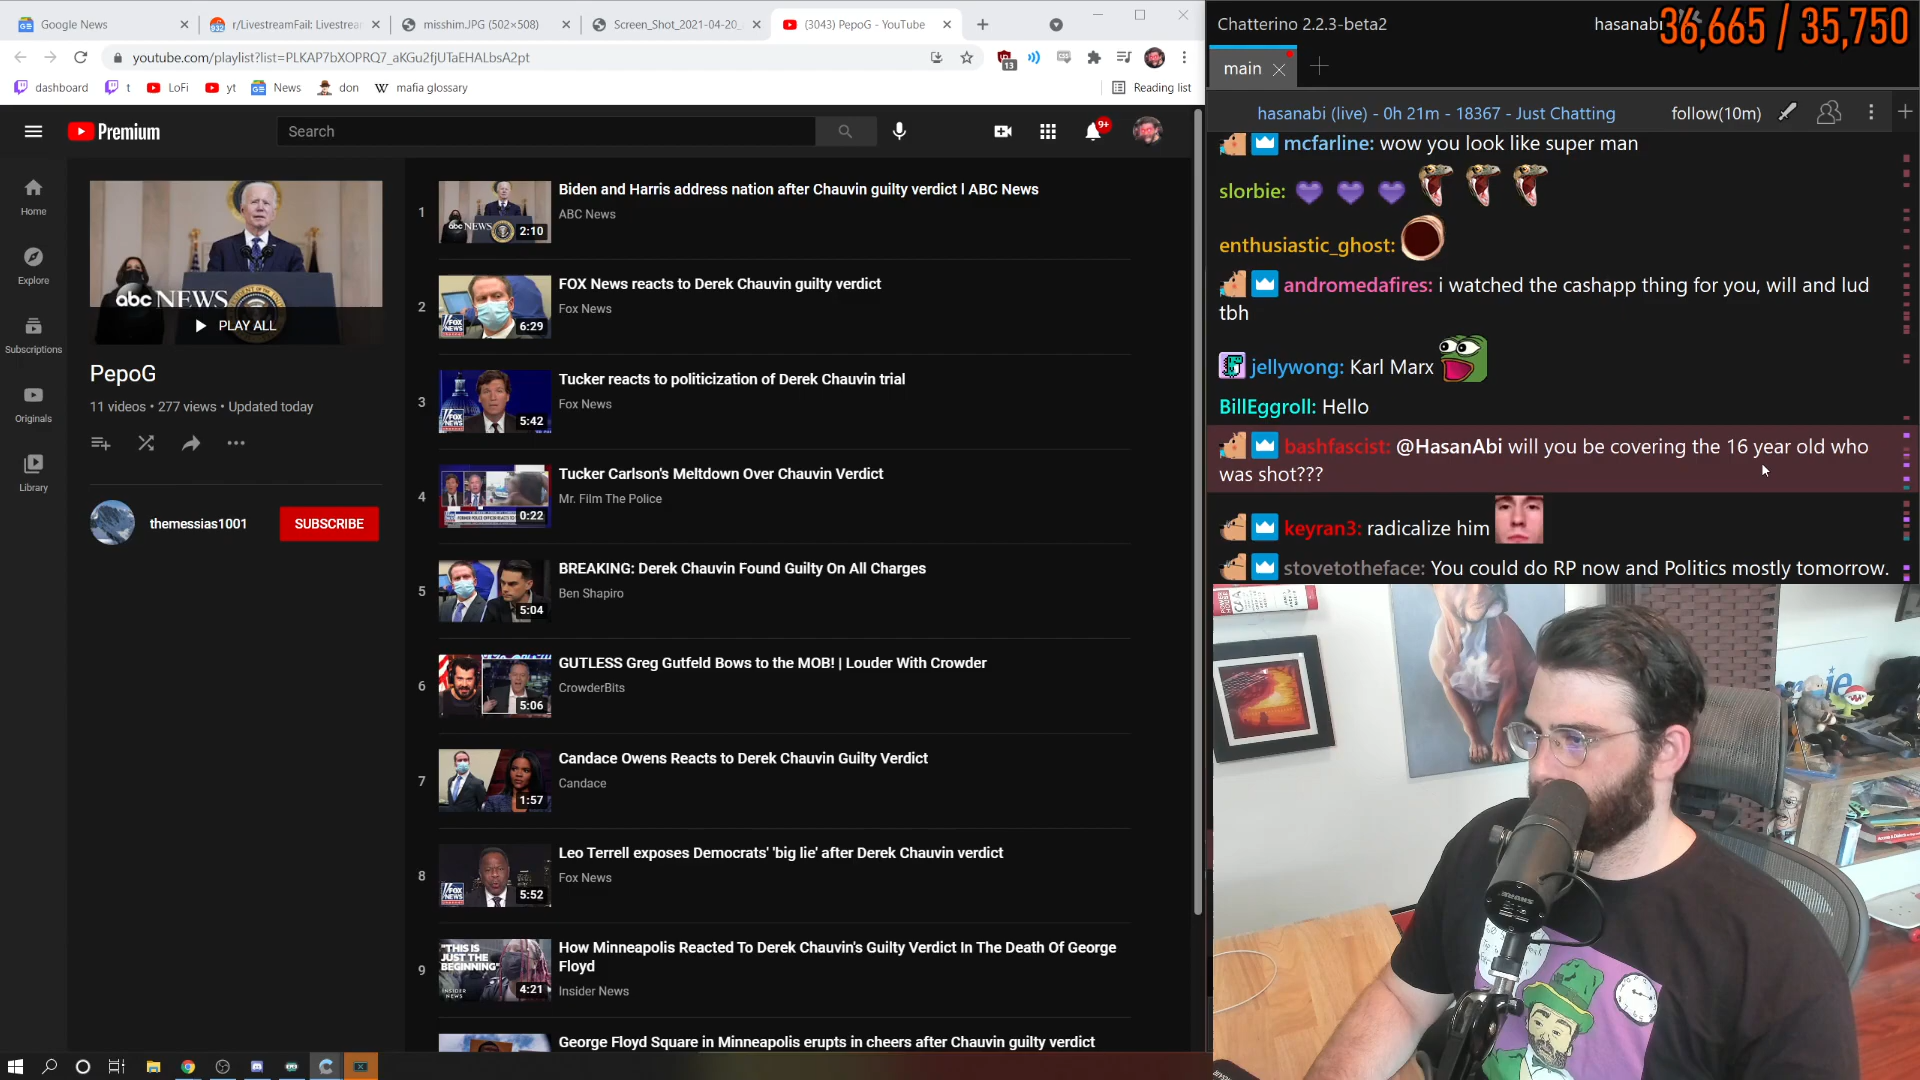 Google News
r/LivestreamFail: Livestrear
misshim.JPG (502×508)
Screen_Shot_2021-04-20_
(3043) PepoG - YouTube
youtube.com/playlist?list=PLKAP7bXOPRQ7_aKGu2fjUTaEHALbsA2pt
13
dashboard
t
LoFi
yt
News
don
mafia glossary
Reading list
Premium
Search
9+
Home
Explore
Subscriptions
Originals
Library
abc NEWS
PLAY ALL
PepoG
11 videos • 277 views • Updated today
themessias1001
SUBSCRIBE
1
2:10
Biden and Harris address nation after Chauvin guilty verdict l ABC News
ABC News
2
6:29
FOX News reacts to Derek Chauvin guilty verdict
Fox News
3
5:42
Tucker reacts to politicization of Derek Chauvin trial
Fox News
4
0:22
Tucker Carlson's Meltdown Over Chauvin Verdict
Mr. Film The Police
5
5:04
BREAKING: Derek Chauvin Found Guilty On All Charges
Ben Shapiro
6
5:06
GUTLESS Greg Gutfeld Bows to the MOB! | Louder With Crowder
CrowderBits
7
1:57
Candace Owens Reacts to Derek Chauvin Guilty Verdict
Candace
8
5:52
Leo Terrell exposes Democrats' 'big lie' after Derek Chauvin verdict
Fox News
9
"THIS IS
JUST THE
BEGINNING"
INSIDER
NEWS
4:21
How Minneapolis Reacted To Derek Chauvin's Guilty Verdict In The Death Of George
Floyd
Insider News
George Floyd Square in Minneapolis erupts in cheers after Chauvin guilty verdict
Chatterino 2.2.3-beta2
hasanabi
36,665 / 35,750
main
hasanabi (live) - 0h 21m - 18367 - Just Chatting
follow(10m)
mcfarline: wow you look like super man
slorbie:
enthusiastic_ghost:
andromedafires: i watched the cashapp thing for you, will and lud
tbh
jellywong: Karl Marx
BillEggroll: Hello
bashfascist: @HasanAbi will you be covering the 16 year old who
was shot???
keyran3: radicalize him
stovetotheface: You could do RP now and Politics mostly tomorrow.